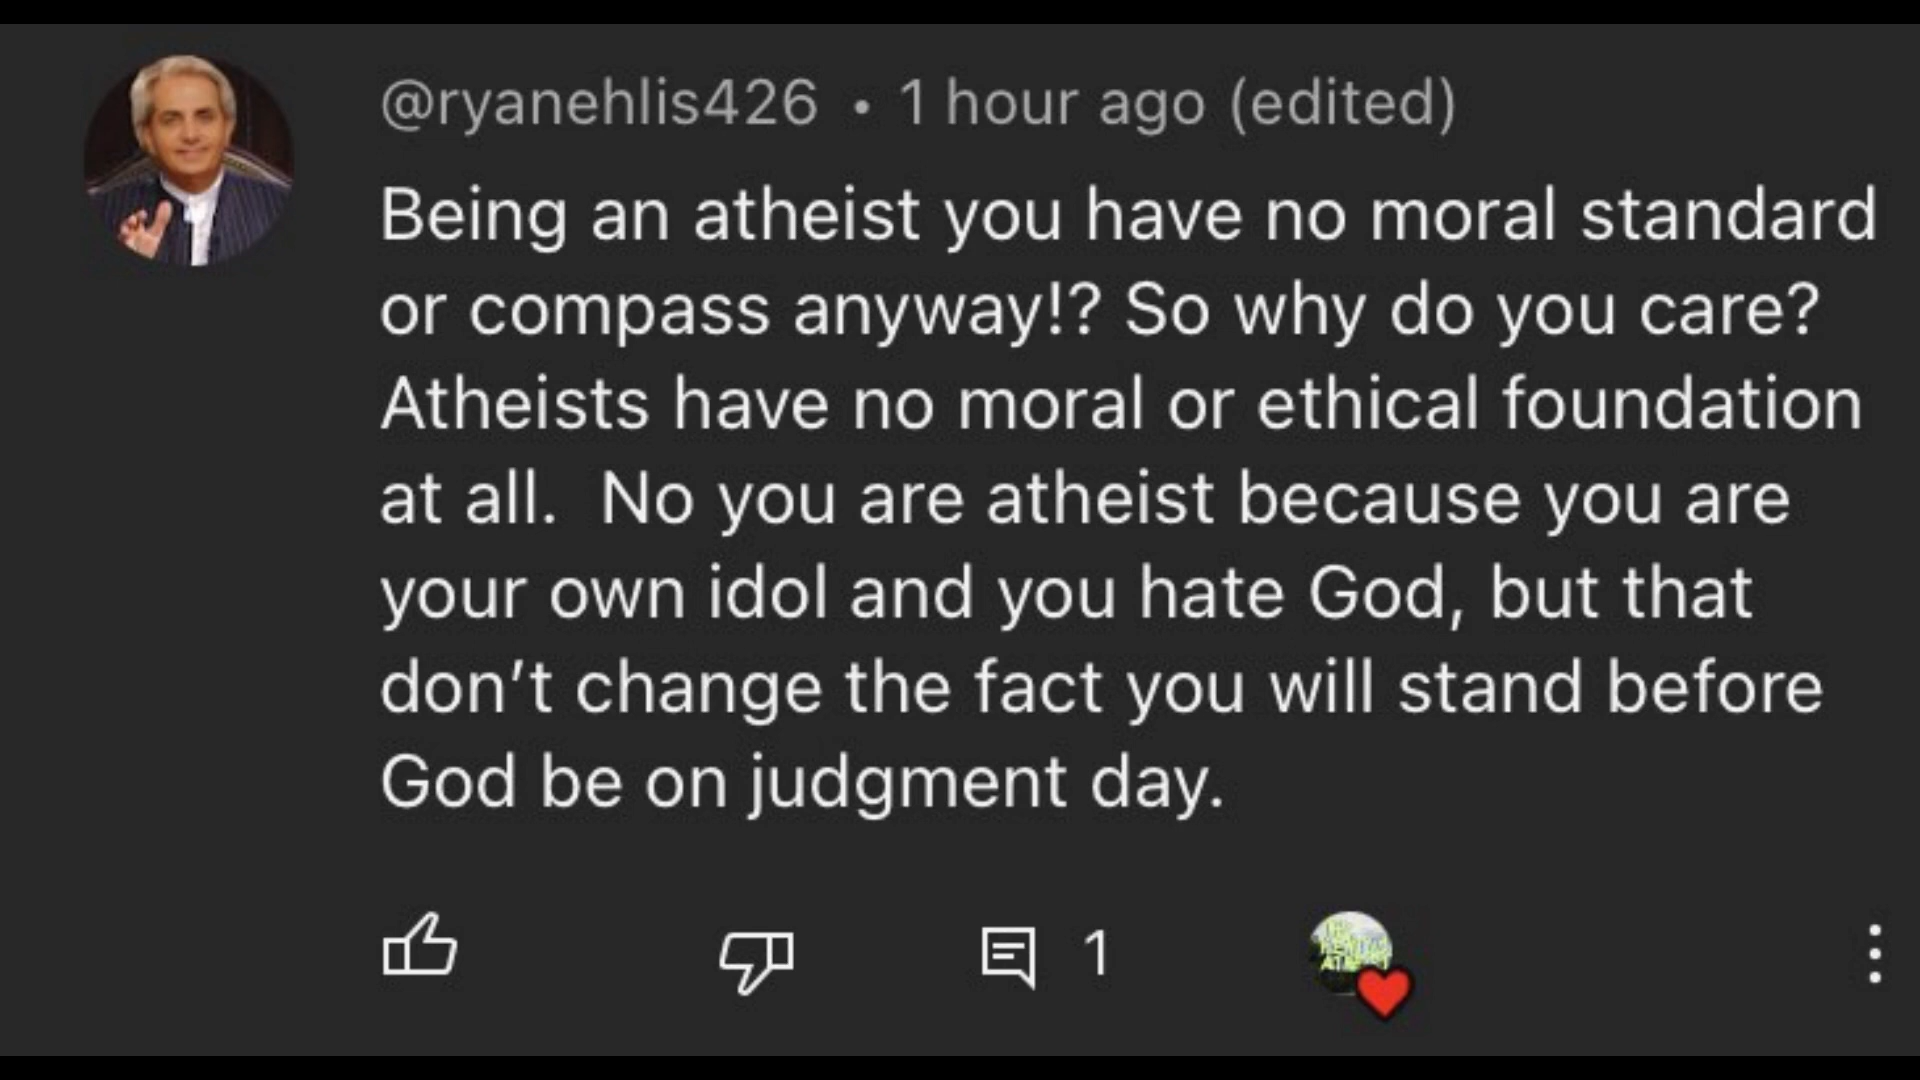 @ryanehlis426 • 1 hour ago (edited)
Being an atheist you have no moral standard
or compass anyway!? So why do you care?
Atheists have no moral or ethical foundation
at all.  No you are atheist because you are
your own idol and you hate God, but that
don’t change the fact you will stand before
God be on judgment day.
1